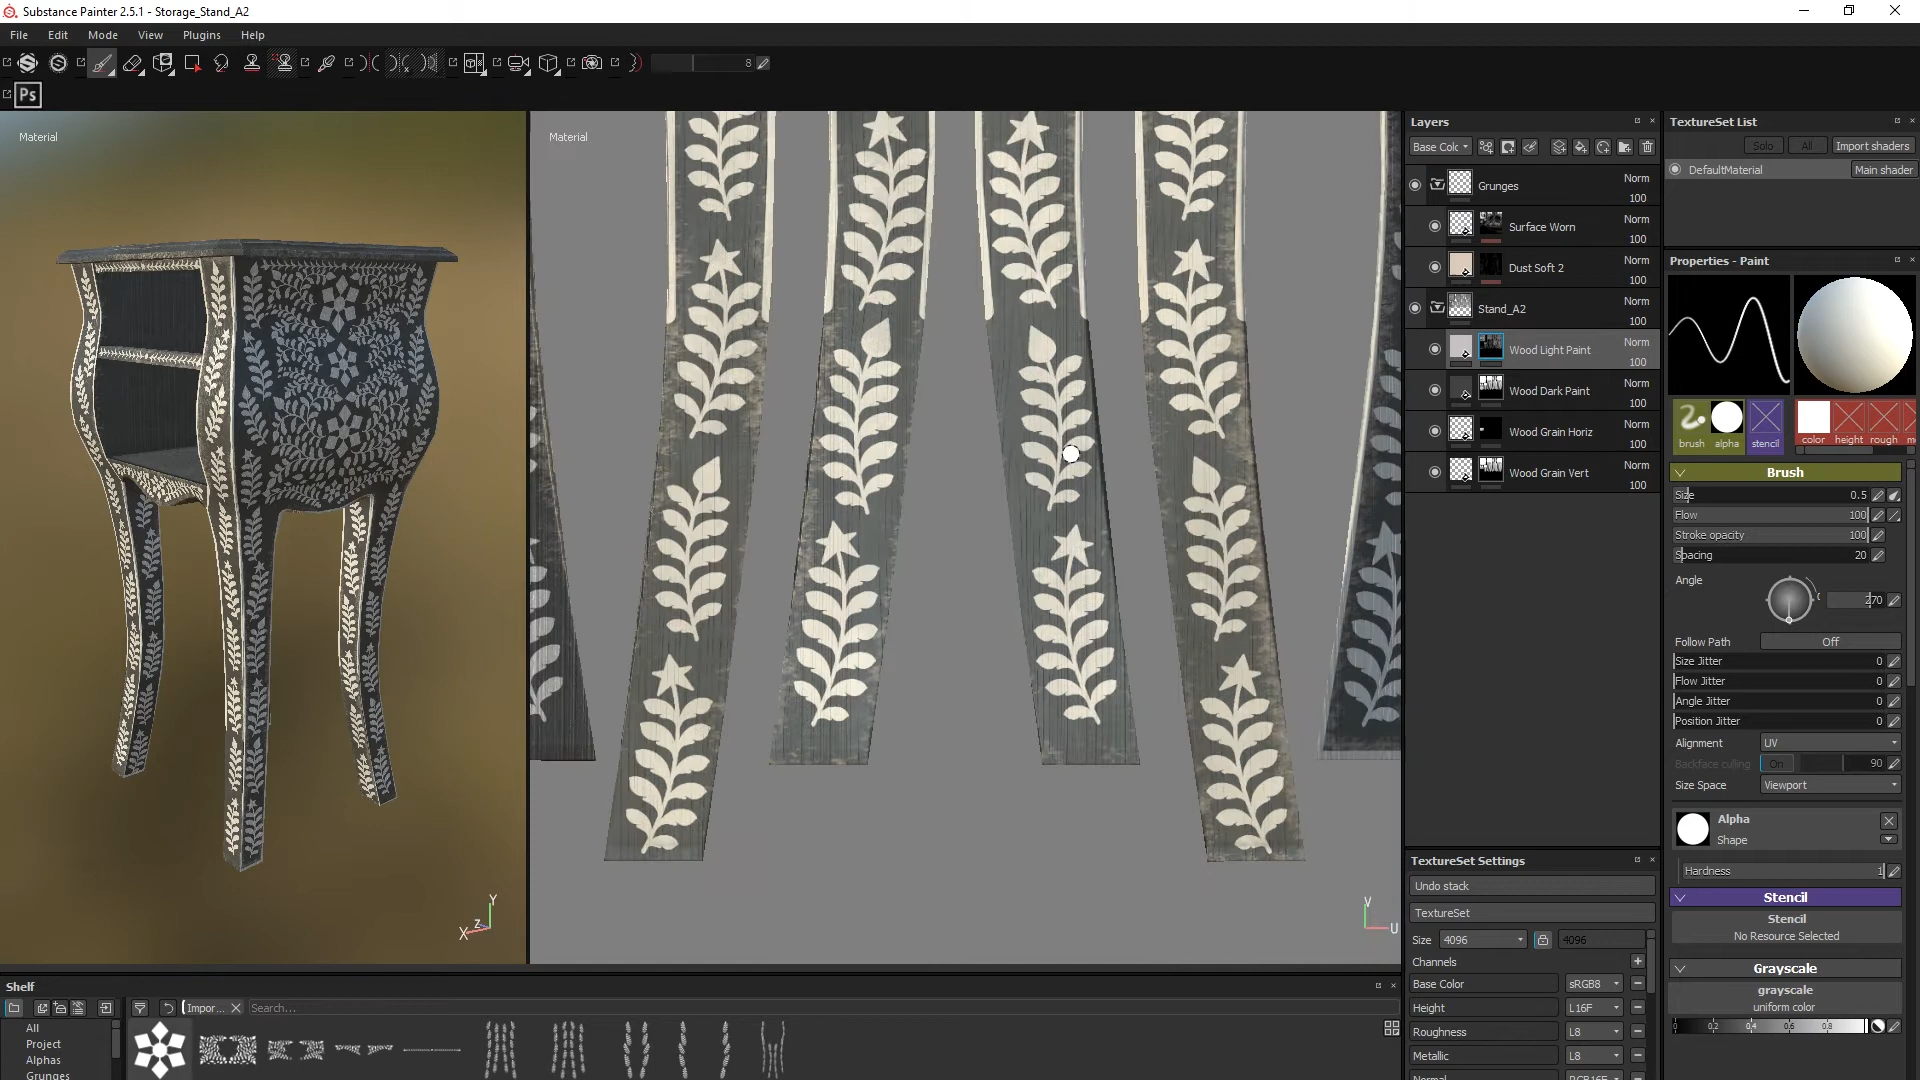 Substance Painter 2.5.1 - Storage_Stand_A2
File Edit Mode View Plugins Help
8
Ps
Material
Material
Layers
Base Colc
Grunges Norm 100
Surface Worn Norm 100
Dust Soft 2 Norm 100
Stand_A2 Norm 100
Wood Light Paint Norm 100
Wood Dark Paint Norm 100
Wood Grain Horiz Norm 100
Wood Grain Vert Norm 100
TextureSet List
Solo All Import shaders
DefaultMaterial Main shader
Properties - Paint
brush alpha stencil color height rough m
Brush
Size 0.5
Flow 100
Stroke opacity 100
Spacing 20
Angle
270
Follow Path Off
Size Jitter 0
Flow Jitter 0
Angle Jitter 0
Position Jitter 0
Alignment UV
Backface culling On 90
Size Space Viewport
Alpha
Shape
Hardness 1
Stencil
Stencil
No Resource Selected
Grayscale
grayscale
uniform color
0 0.2 0.4 0.6 0.8
TextureSet Settings
Undo stack
TextureSet
Size 4096 4096
Channels
Base Color sRGB8
Height L16F
Roughness L8
Metallic L8
Normal RGB16F
Y
Z
X
V
U
Shelf
Impor... Search...
All
Project
Alphas
Grunges